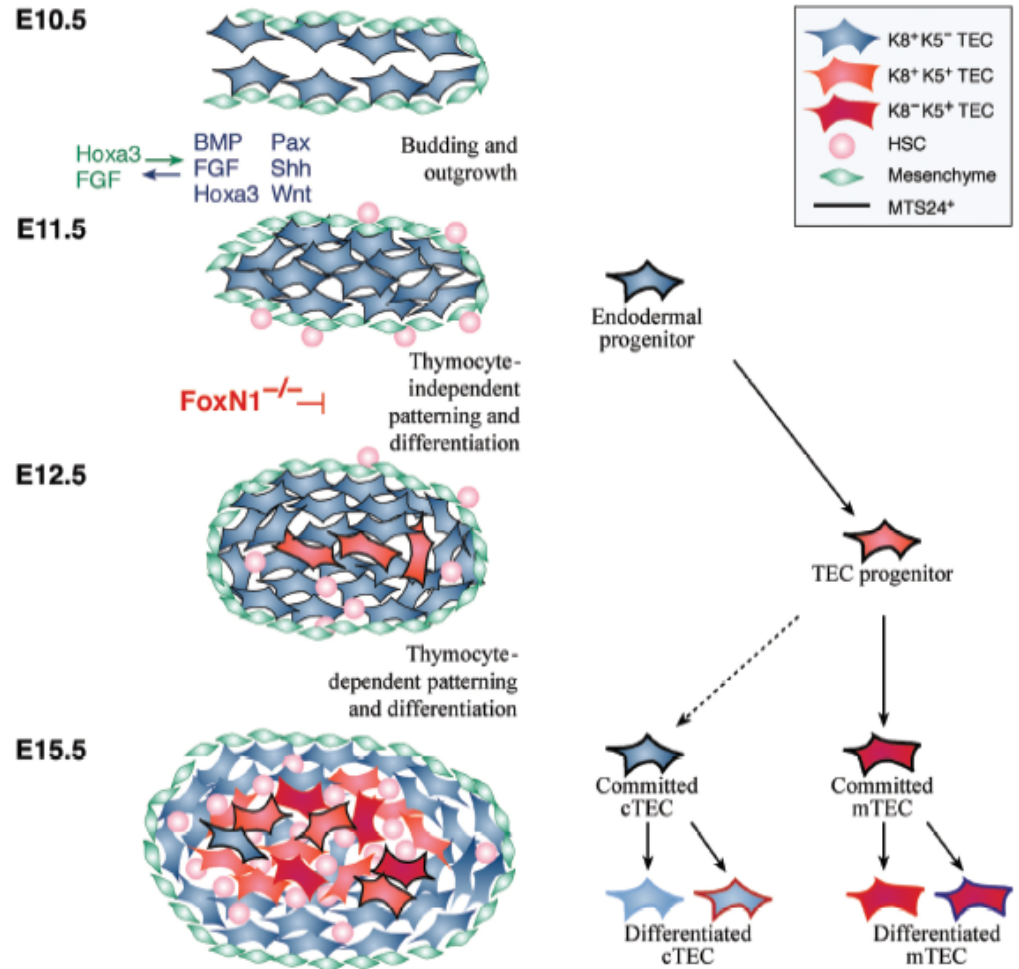 E10.5
K8⁺K5⁻ TEC
K8⁺K5⁺ TEC
K8⁻K5⁺ TEC
HSC
Mesenchyme
MTS24⁺
Hoxa3
FGF
BMP Pax
FGF Shh
Hoxa3 Wnt
Budding and
outgrowth
E11.5
Endodermal
progenitor
Thymocyte-
independent
patterning and
differentiation
FoxN1⁻/⁻
E12.5
TEC progenitor
Thymocyte-
dependent patterning
and differentiation
E15.5
Committed
cTEC
Committed
mTEC
Differentiated
cTEC
Differentiated
mTEC